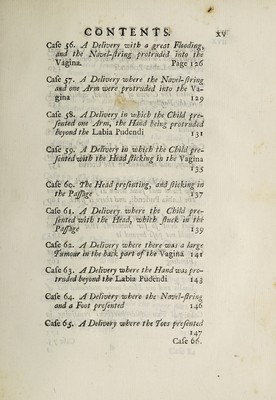 CONTENTS. xv
Caſe 56. A Delivery with a great Flooding,
and the Navel-ſtring protruded into the
Vagina. Page 126
Caſe 57. A Delivery where the Navel-ſtring
and one Arm were protruded into the Va-
gina 129
Caſe 58. A Delivery in which the Child pre-
ſented one Arm, the Hand being protruded
beyond the Labia Pudendi 131
Caſe 59. A Delivery in which the Child pre-
ſented with the Head ſticking in the Vagina
135
Caſe 60. The Head preſenting, and ſticking in
the Paſſage 137
Caſe 61. A Delivery where the Child pre-
ſented with the Head, which ſtuck in the
Paſſage 139
Caſe 62. A Delivery where there was a large
Tumour in the back part of the Vagina 141
Caſe 63. A Delivery where the Hand was pro-
truded beyond the Labia Pudendi 143
Caſe 64. A Delivery where the Navel-ſtring
and a Foot preſented 146
Caſe 65. A Delivery where the Toes preſented
147
Caſe 66.